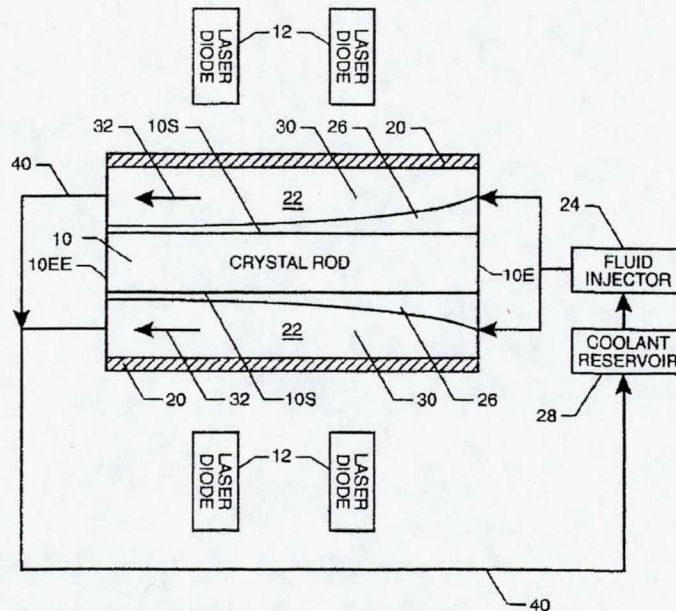 LASER DIODE
12
LASER DIODE
32
10S
30
26
20
40
22
24
10
10EE
CRYSTAL ROD
10E
FLUID INJECTOR
22
COOLANT RESERVOIR
20
32
10S
30
26
28
LASER DIODE
12
LASER DIODE
40